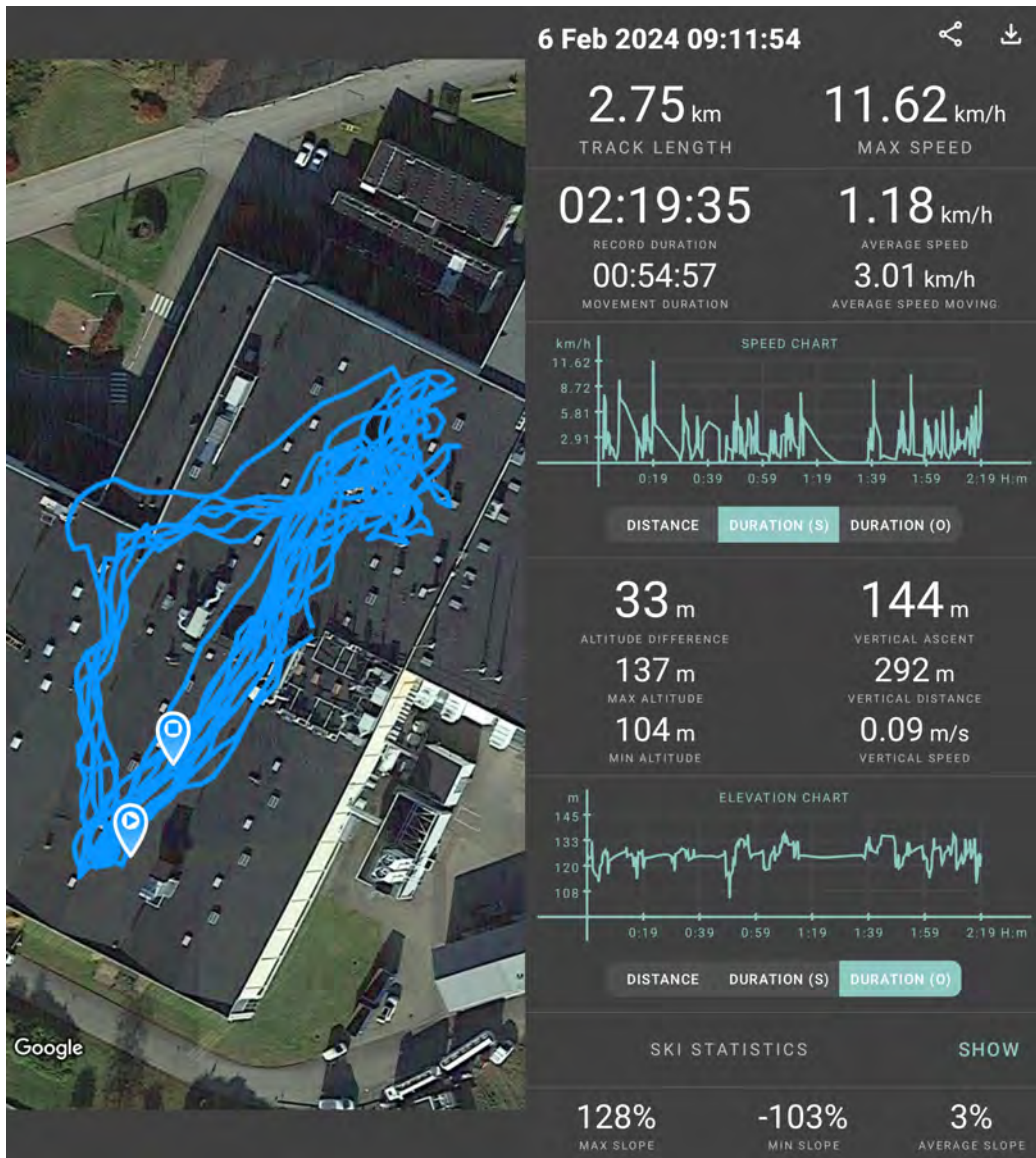 6 Feb 2024 09:11:54
2.75 km
TRACK LENGTH
11.62 km/h
MAX SPEED
02:19:35
RECORD DURATION
1.18 km/h
AVERAGE SPEED
00:54:57
MOVEMENT DURATION
3.01 km/h
AVERAGE SPEED MOVING
SPEED CHART
km/h
11.62
8.72
5.81
2.91
0:19 0:39 0:59 1:19 1:39 1:59 2:19 H:m
DISTANCE DURATION (S) DURATION (O)
33 m
ALTITUDE DIFFERENCE
144 m
VERTICAL ASCENT
137 m
MAX ALTITUDE
292 m
VERTICAL DISTANCE
104 m
MIN ALTITUDE
0.09 m/s
VERTICAL SPEED
ELEVATION CHART
m
145
133
120
108
0:19 0:39 0:59 1:19 1:39 1:59 2:19 H:m
DISTANCE DURATION (S) DURATION (O)
SKI STATISTICS SHOW
128%
MAX SLOPE
-103%
MIN SLOPE
3%
AVERAGE SLOPE
Google